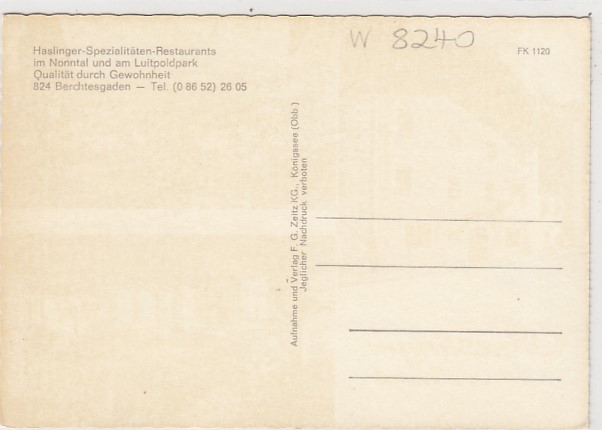 Haslinger-Spezialitäten-Restaurants
im Nonntal und am Luitpoldpark
Qualität durch Gewohnheit
824 Berchtesgaden — Tel. (0 86 52) 26 05
W 8240
FK 1120
Aufnahme und Verlag F. G. Zeitz KG., Königssee (Obb.)
Jeglicher Nachdruck verboten